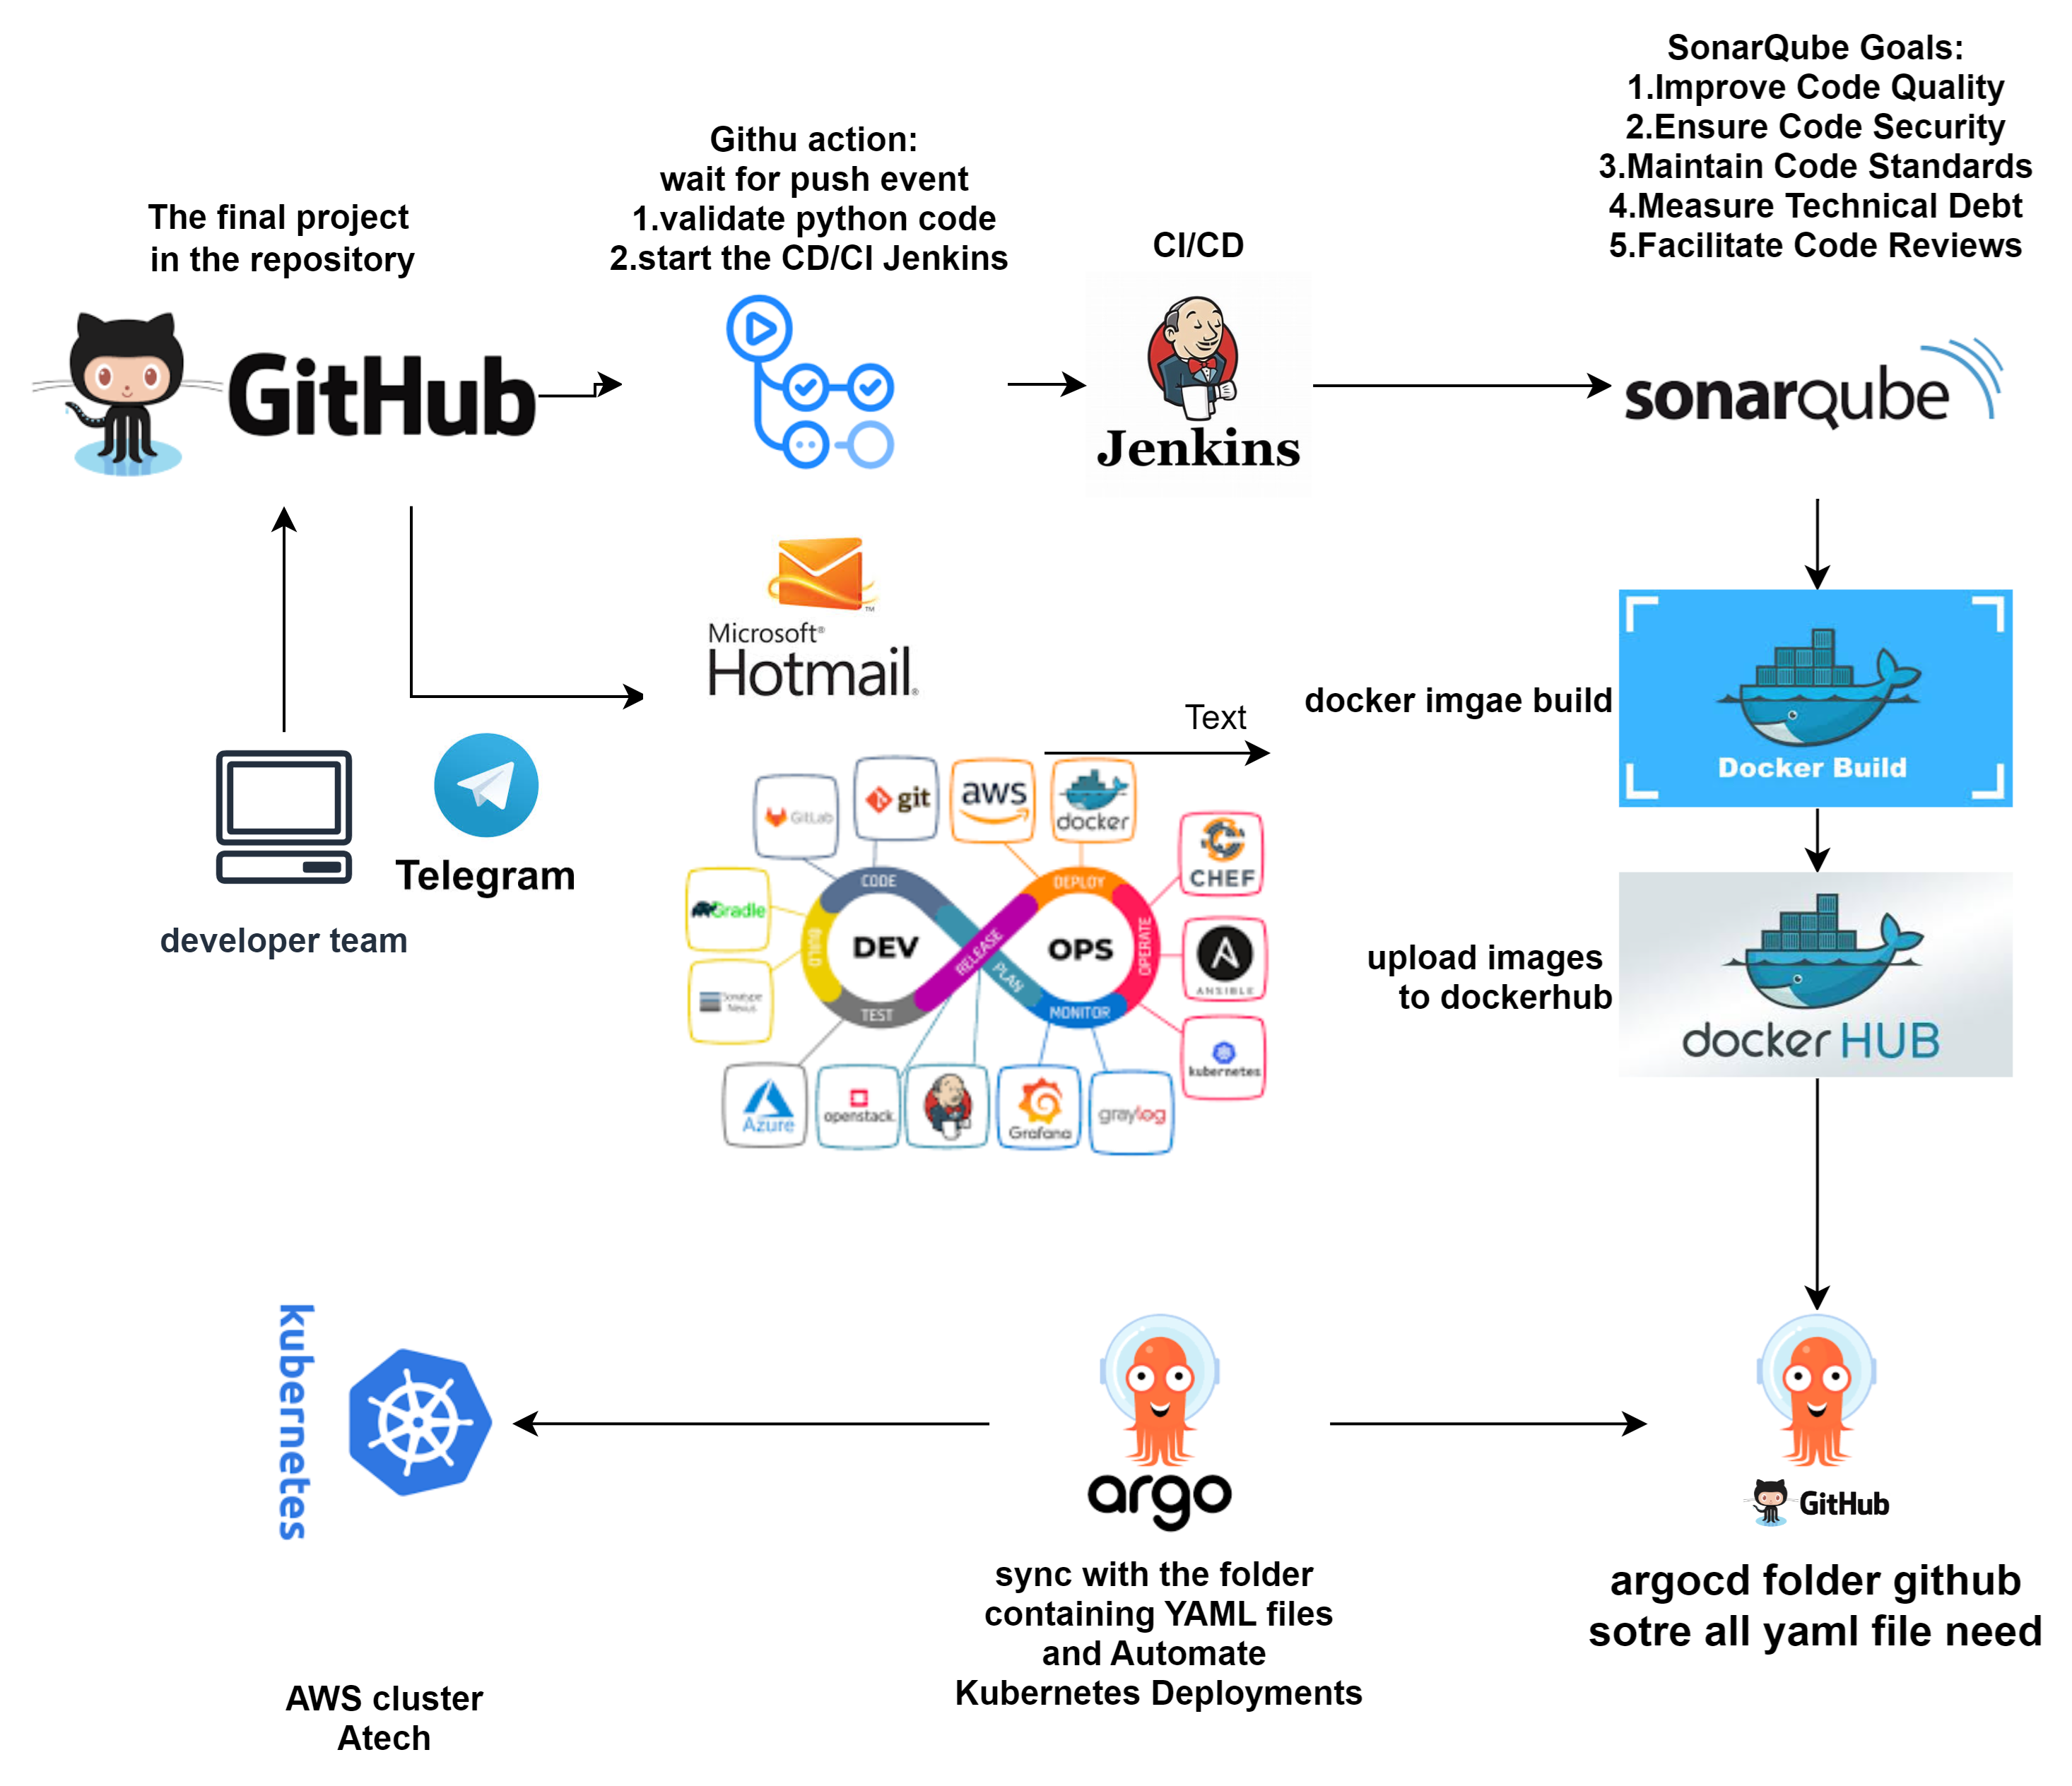 SonarQube Goals:
1.Improve Code Quality
2.Ensure Code Security
3.Maintain Code Standards
4.Measure Technical Debt
5.Facilitate Code Reviews
Githu action:
wait for push event
1.validate python code
2.start the CD/CI Jenkins
The final project
in the repository
CI/CD
GitHub
Jenkins
sonarqube
Microsoft®
Hotmail®
TM
Text
docker imgae build
Docker Build
Telegram
developer team
GitLab
git
aws
docker
CHEF
Gradle
CODE
DEPLOY
BUILD
DEV
RELEASE
PLAN
OPS
OPERATE
ANSIBLE
Sonatype
Nexus
TEST
MONITOR
kubernetes
Azure
openstack.
Grafana
graylog
upload images
to dockerhub
docker HUB
kubernetes
argo
GitHub
sync with the folder
containing YAML files
and Automate
Kubernetes Deployments
argocd folder github
sotre all yaml file need
AWS cluster
Atech